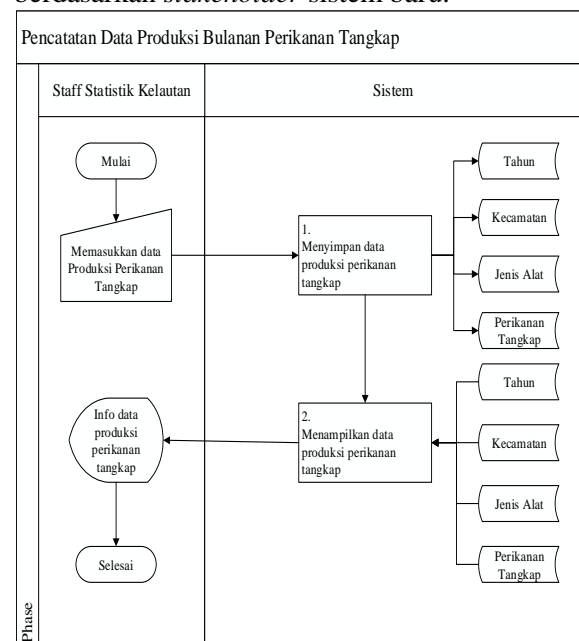 berdasarkan stakeholder sistem baru.
Pencatatan Data Produksi Bulanan Perikanan Tangkap
Staff Statistik Kelautan
Sistem
Mulai
Memasukkan data
Produksi Perikanan
Tangkap
1.
Menyimpan data
produksi perikanan
tangkap
Tahun
Kecamatan
Jenis Alat
Perikanan
Tangkap
2.
Menampilkan data
produksi perikanan
tangkap
Tahun
Kecamatan
Jenis Alat
Perikanan
Tangkap
Info data
produksi
perikanan
tangkap
Selesai
Phase